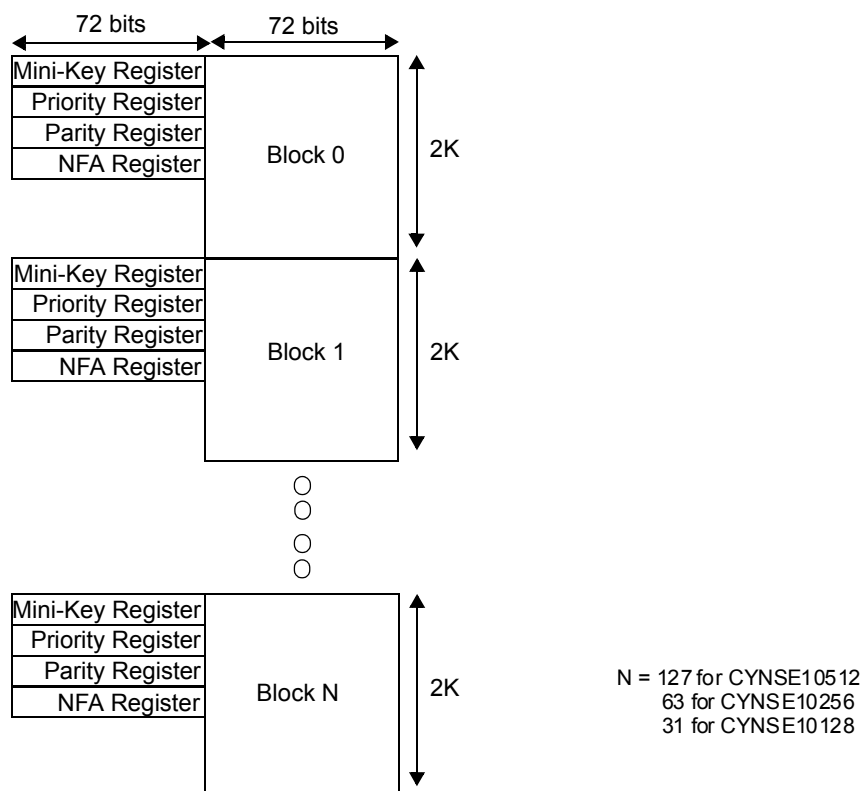 72 bits 72 bits
Mini-Key Register
Priority Register
Parity Register
NFA Register
Block 0
2K
Mini-Key Register
Priority Register
Parity Register
NFA Register
Block 1
2K
Mini-Key Register
Priority Register
Parity Register
NFA Register
Block N
2K
N = 127 for CYNSE10512
63 for CYNSE10256
31 for CYNSE10128